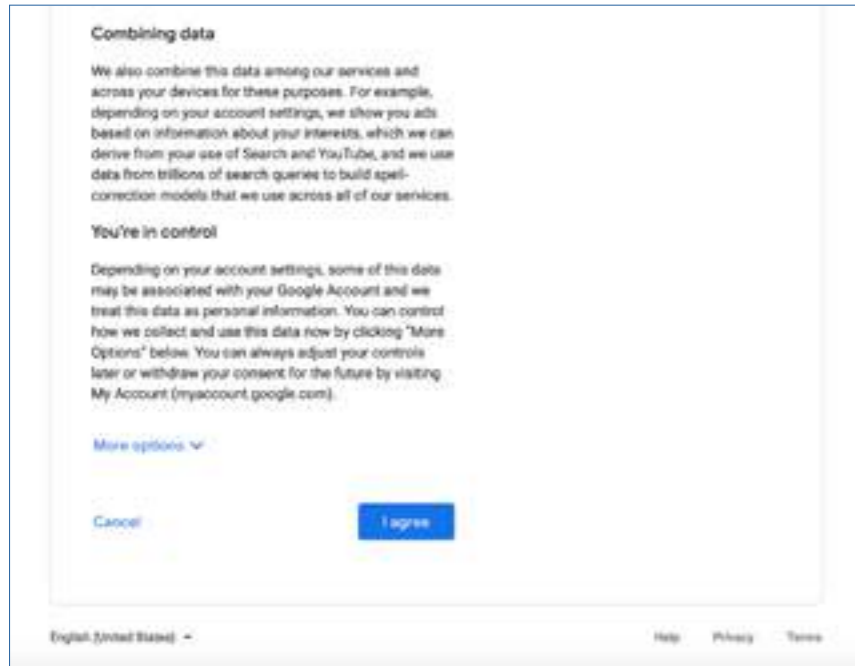 Combining data
We also combine this data among our services and
across your devices for these purposes. For example,
depending on your account settings, we show you ads
based on information about your interests, which we can
derive from your use of Search and YouTube, and we use
data from trillions of search queries to build spell-
correction models that we use across all of our services.
You're in control
Depending on your account settings, some of this data
may be associated with your Google Account and we
treat this data as personal information. You can control
how we collect and use this data now by clicking "More
Options" below. You can always adjust your controls
later or withdraw your consent for the future by visiting
My Account (myaccount.google.com).
More options
Cancel I agree
English (United States) Help Privacy Terms